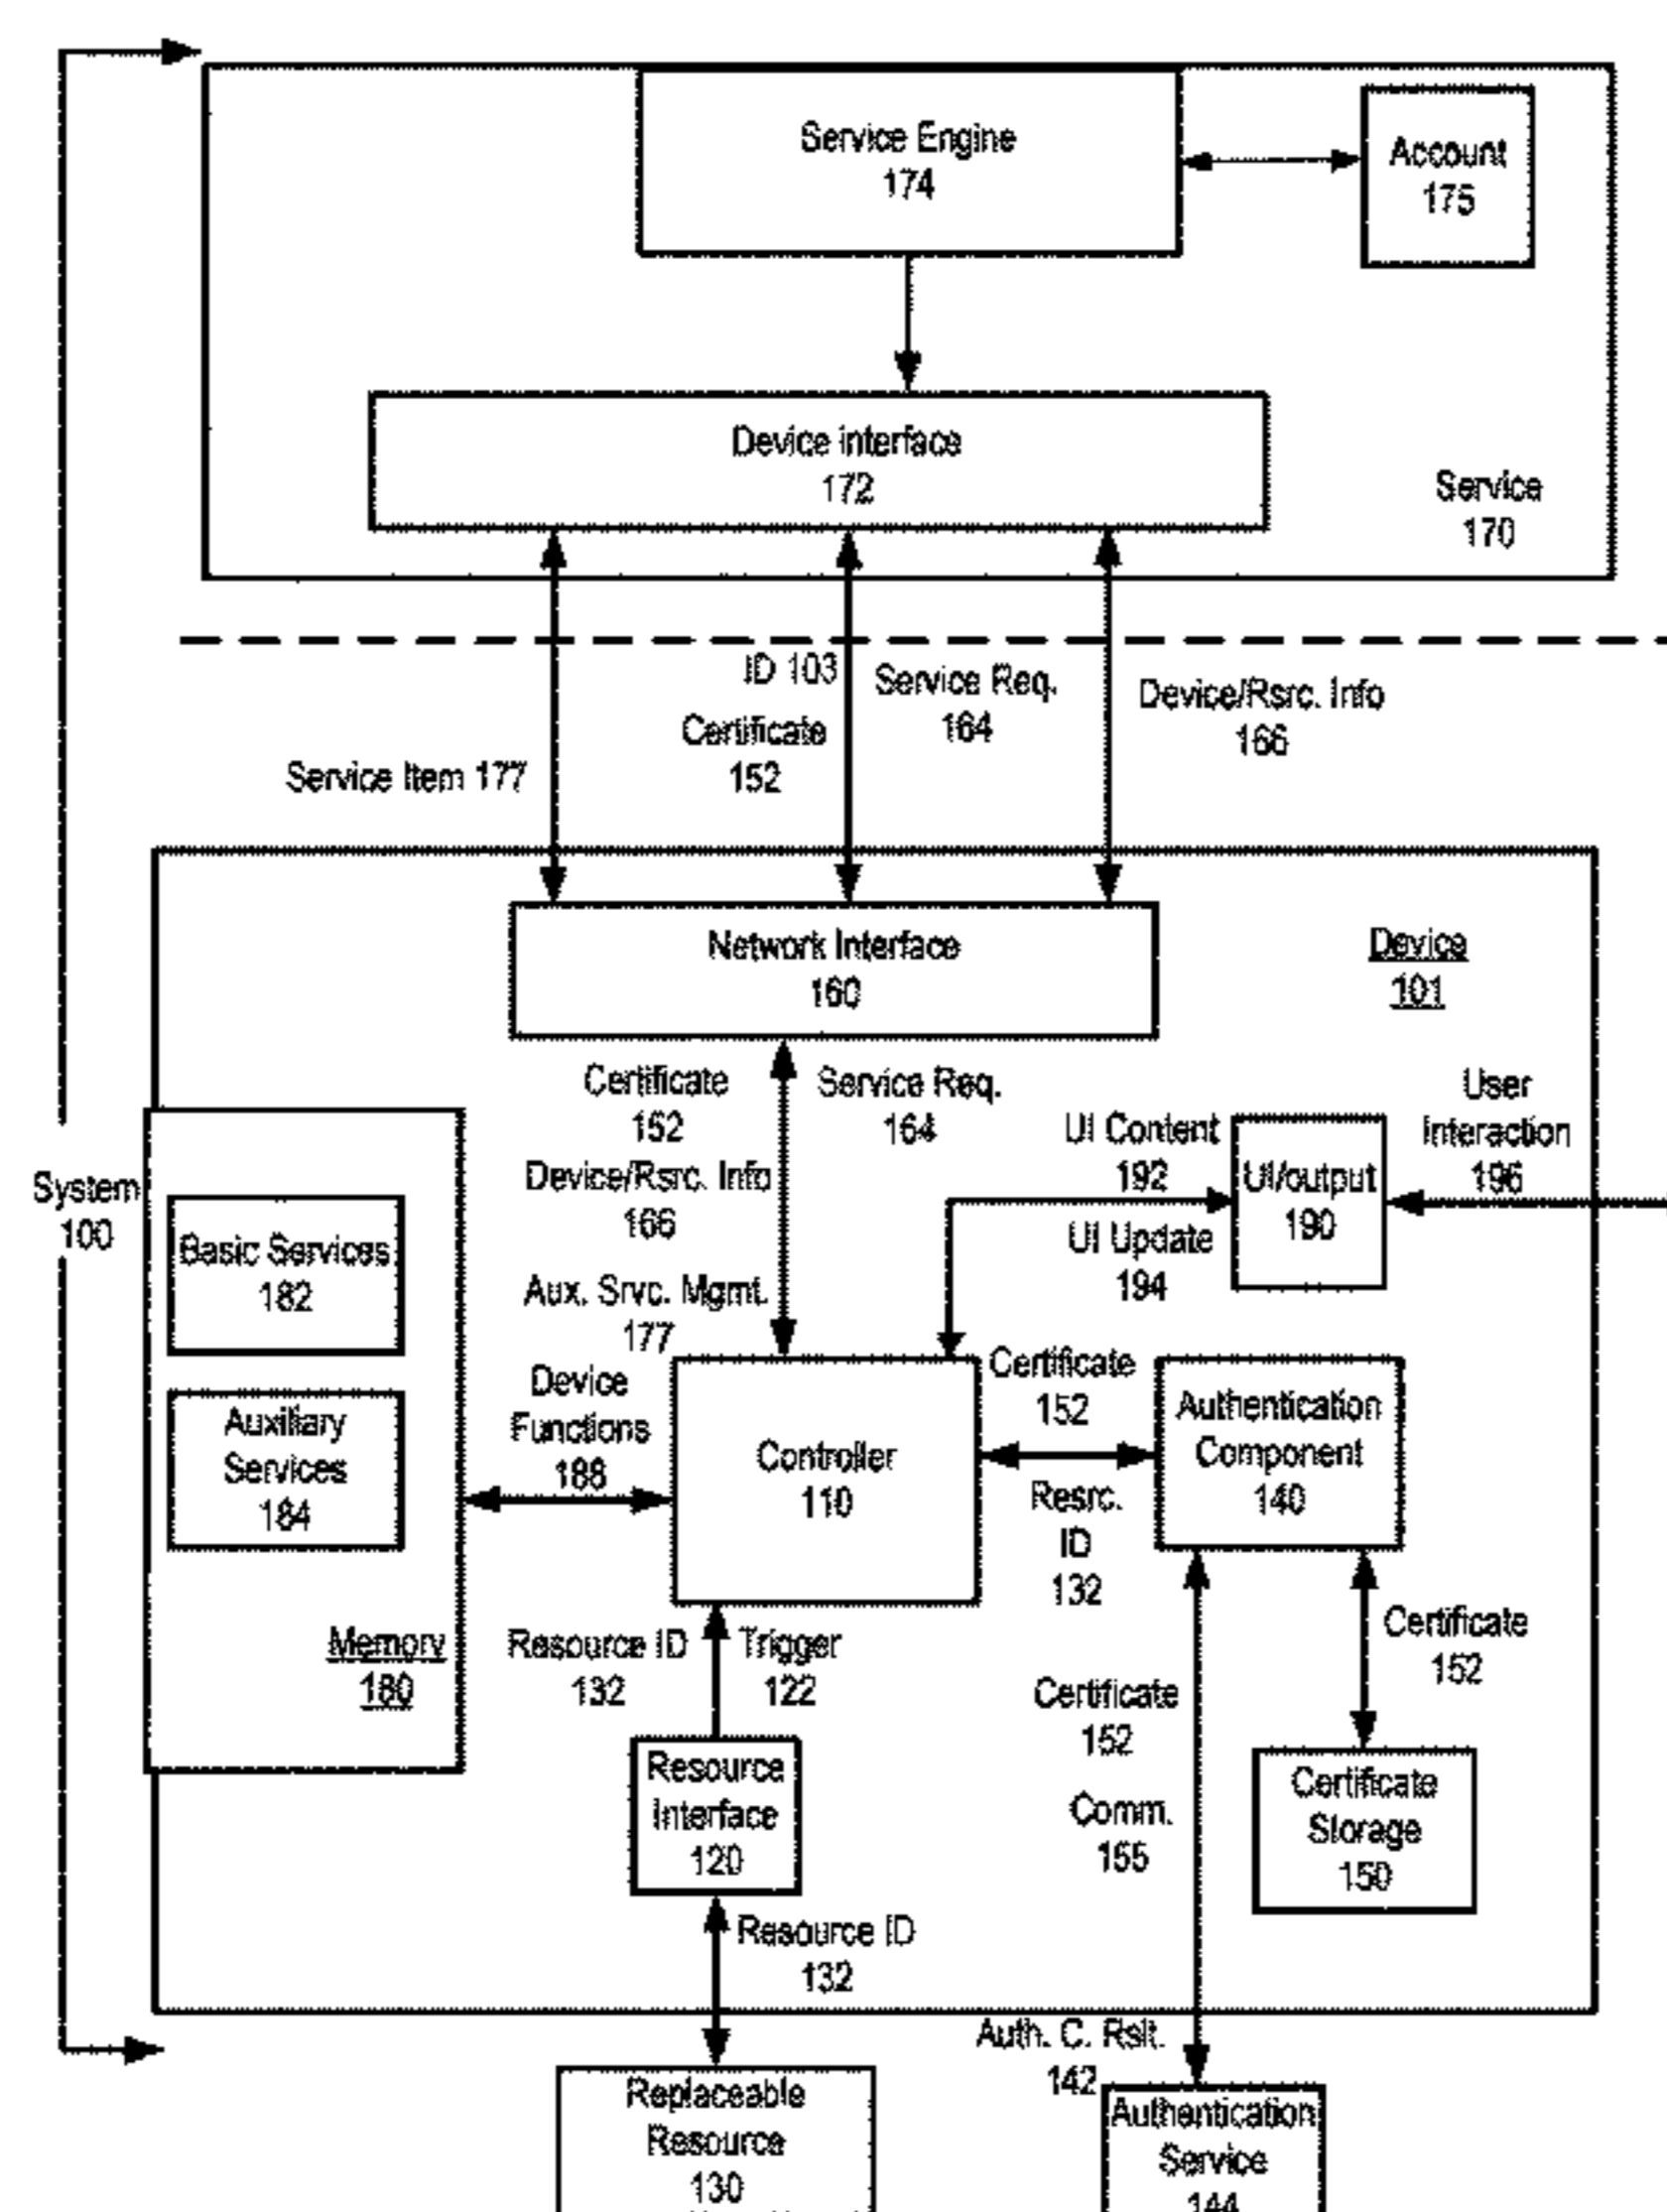 Service Engine
174
Account
175
Device interface
172
Service
170
ID 103
Certificate
152
Service Req.
164
Device/Rsrc. Info
166
Service Item 177
Network Interface
160
Device
101
Certificate
152
Service Req.
164
Device/Rsrc. Info
166
Aux. Srvc. Mgmt.
177
UI Content
192
UI Update
194
UI/output
190
User
Interaction
196
System
100
Basic Services
182
Auxiliary
Services
184
Memory
180
Device
Functions
188
Controller
110
Certificate
152
Resrc.
ID
132
Authentication
Component
140
Resource ID
132
Trigger
122
Certificate
152
Comm.
155
Certificate
152
Resource
Interface
120
Certificate
Storage
150
Resource ID
132
Auth. C. Rslt.
142
Replaceable
Resource
130
Authentication
Service
144